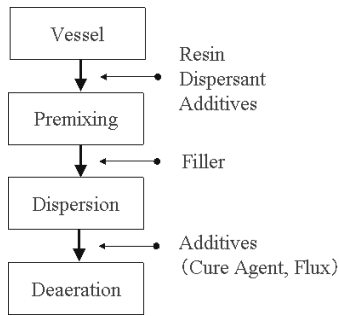 Vessel
Resin
Dispersant
Additives
Premixing
Filler
Dispersion
Additives
（Cure Agent, Flux）
Deaeration